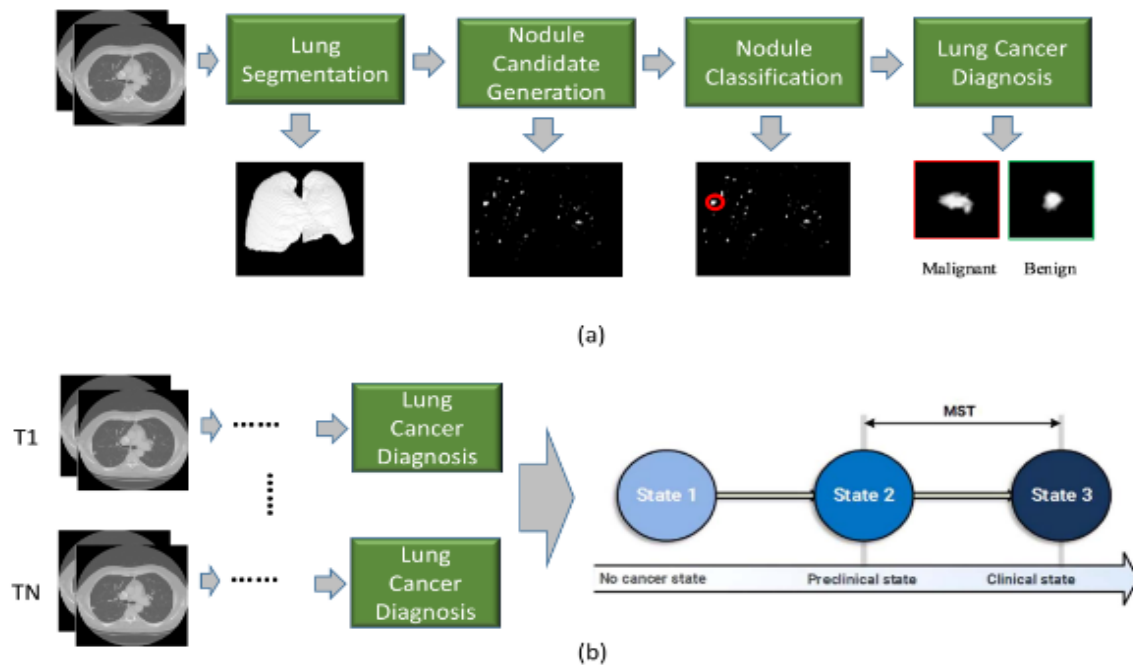 Lung
Segmentation
Nodule
Candidate
Generation
Nodule
Classification
Lung Cancer
Diagnosis
Malignant
Benign
(a)
T1
......
Lung
Cancer
Diagnosis
......
TN
......
Lung
Cancer
Diagnosis
MST
State 1
State 2
State 3
No cancer state
Preclinical state
Clinical state
(b)